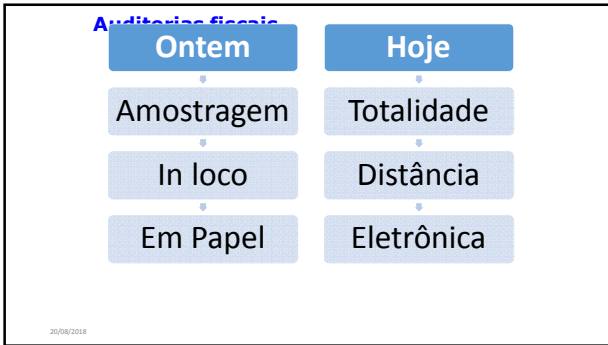 Auditorias fiscais
Ontem
Amostragem
In loco
Em Papel
Hoje
Totalidade
Distância
Eletrônica
20/08/2018